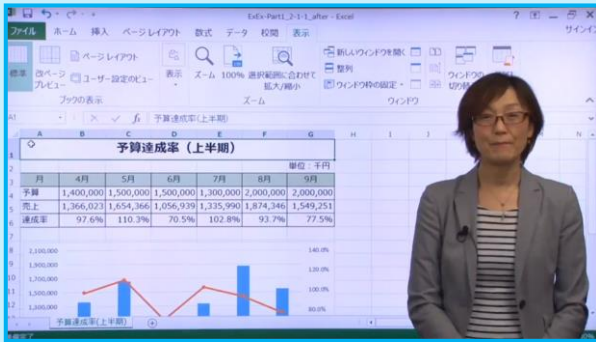 ExEx-Part1_2-1-1_after - Excel
ファイル ホーム 挿入 ページ レイアウト 数式 データ 校閲 表示 サインイ
標準 改ページ プレビュー ページ レイアウト ユーザー設定のビュー 表示 ズーム 100% 選択範囲に合わせて 拡大/縮小 新しいウィンドウを開く 整列 ウィンドウ枠の固定 ウィンドウの
ブックの表示 ズーム ウィンドウ
予算達成率(上半期)
A B C D E F G H I J N
予算達成率（上半期）
単位：千円
月 4月 5月 6月 7月 8月 9月
予算 1,400,000 1,500,000 1,500,000 1,300,000 2,000,000 2,000,000
売上 1,366,023 1,654,366 1,056,939 1,335,990 1,874,346 1,549,251
達成率 97.6% 110.3% 70.5% 102.8% 93.7% 77.5%
2,100,000 140.0%
1,900,000
1,700,000
1,500,000 100.0%
1,300,000 80.0%
予算達成率(上半期)